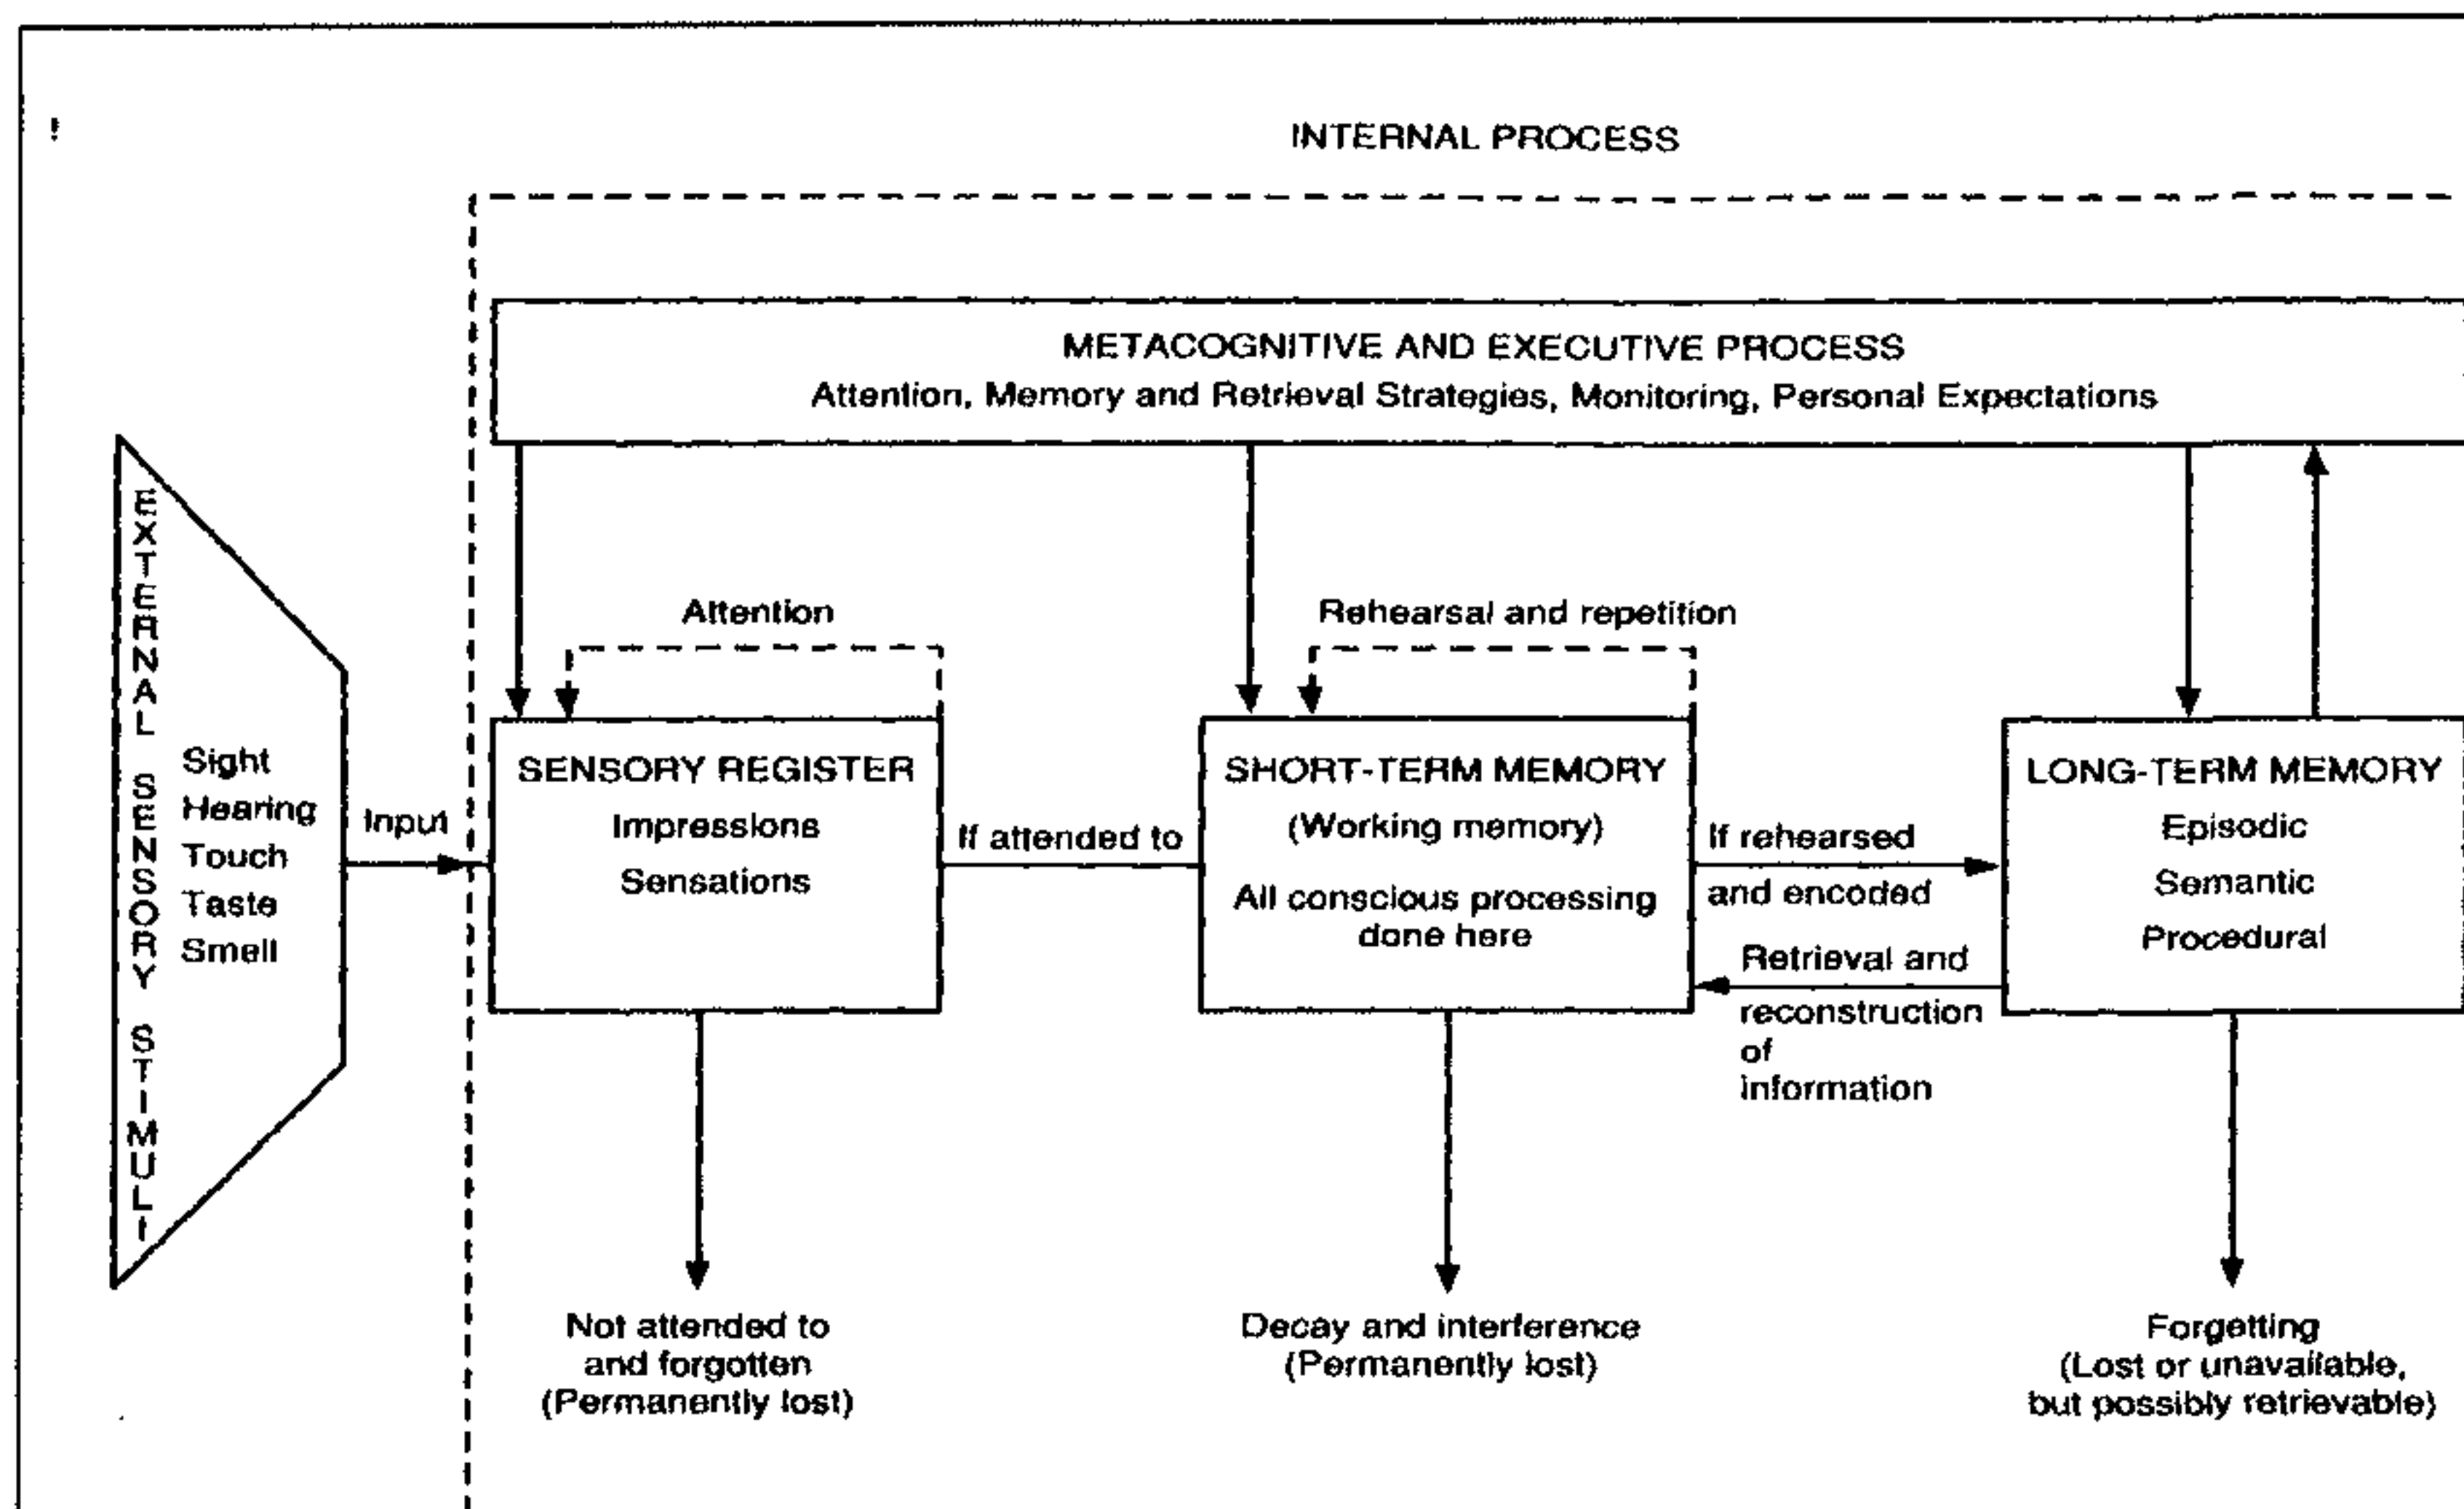 INTERNAL PROCESS
METACOGNITIVE AND EXECUTIVE PROCESS
Attention, Memory and Retrieval Strategies, Monitoring, Personal Expectations
EXTERNAL SENSORY STIMULI
Sight
Hearing
Touch
Taste
Smell
Input
Attention
SENSORY REGISTER
Impressions
Sensations
If attended to
Rehearsal and repetition
SHORT-TERM MEMORY
(Working memory)
All conscious processing
done here
If rehearsed
and encoded
Retrieval and
reconstruction
of
information
LONG-TERM MEMORY
Episodic
Semantic
Procedural
Not attended to
and forgotten
(Permanently lost)
Decay and interference
(Permanently lost)
Forgetting
(Lost or unavailable,
but possibly retrievable)